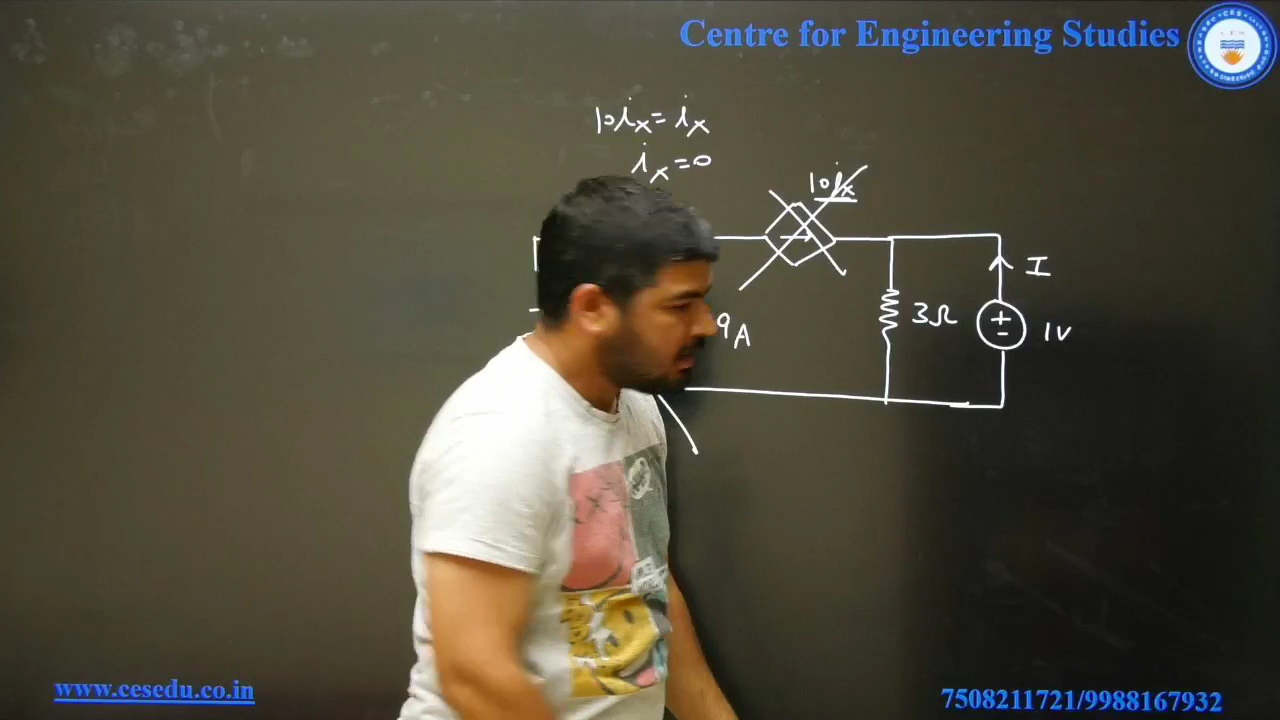 Centre for Engineering Studies
10ix = ix
ix = 0
10ix
I
9A
3Ω
+
-
1V
www.cesedu.co.in
7508211721/9988167932